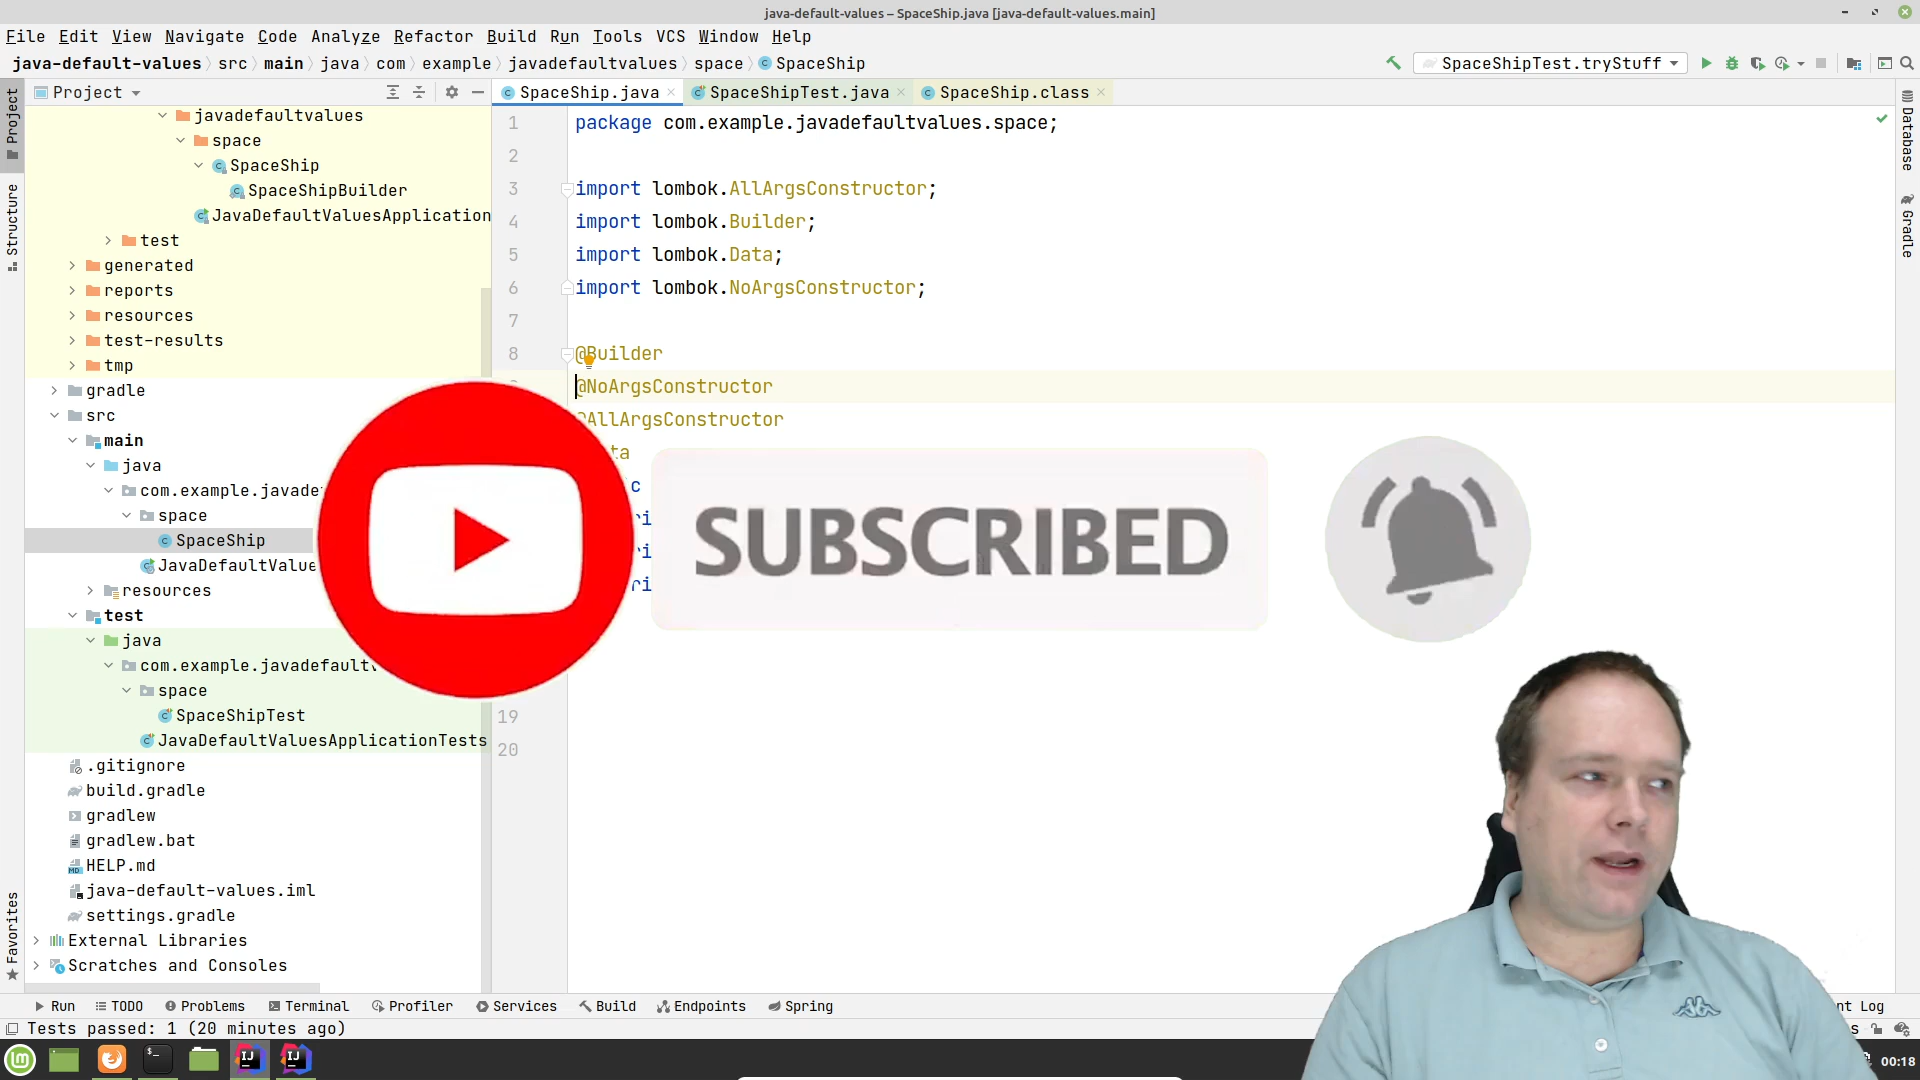 java-default-values – SpaceShip.java [java-default-values.main]
File Edit View Navigate Code Analyze Refactor Build Run Tools VCS Window Help
java-default-values src main java com example javadefaultvalues space SpaceShip
SpaceShipTest.tryStuff
Project
SpaceShip.java SpaceShipTest.java SpaceShip.class
Project
Structure
Favorites
javadefaultvalues
space
SpaceShip
SpaceShipBuilder
JavaDefaultValuesApplication
test
generated
reports
resources
test-results
tmp
gradle
src
main
java
com.example.javade
space
SpaceShip
JavaDefaultValue
resources
test
java
com.example.javadefault
space
SpaceShipTest
JavaDefaultValuesApplicationTests
.gitignore
build.gradle
gradlew
gradlew.bat
HELP.md
java-default-values.iml
settings.gradle
External Libraries
Scratches and Consoles
1 package com.example.javadefaultvalues.space;
2
3 import lombok.AllArgsConstructor;
4 import lombok.Builder;
5 import lombok.Data;
6 import lombok.NoArgsConstructor;
7
8 @Builder
@NoArgsConstructor
@AllArgsConstructor
ta
c
ri
ri
ri
19
20
SUBSCRIBED
Database
Gradle
Run TODO Problems Terminal Profiler Services Build Endpoints Spring
nt Log
Tests passed: 1 (20 minutes ago)
00:18